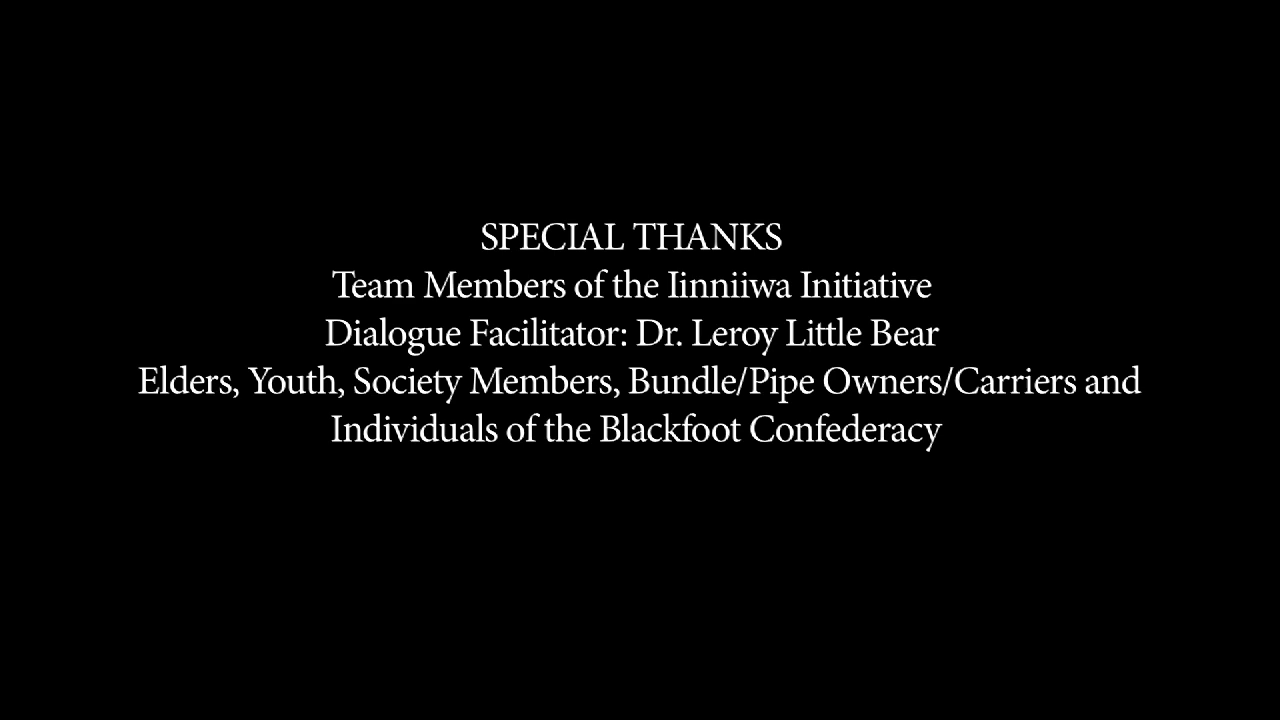 SPECIAL THANKS
Team Members of the Iinniiwa Initiative
Dialogue Facilitator: Dr. Leroy Little Bear
Elders, Youth, Society Members, Bundle/Pipe Owners/Carriers and
Individuals of the Blackfoot Confederacy